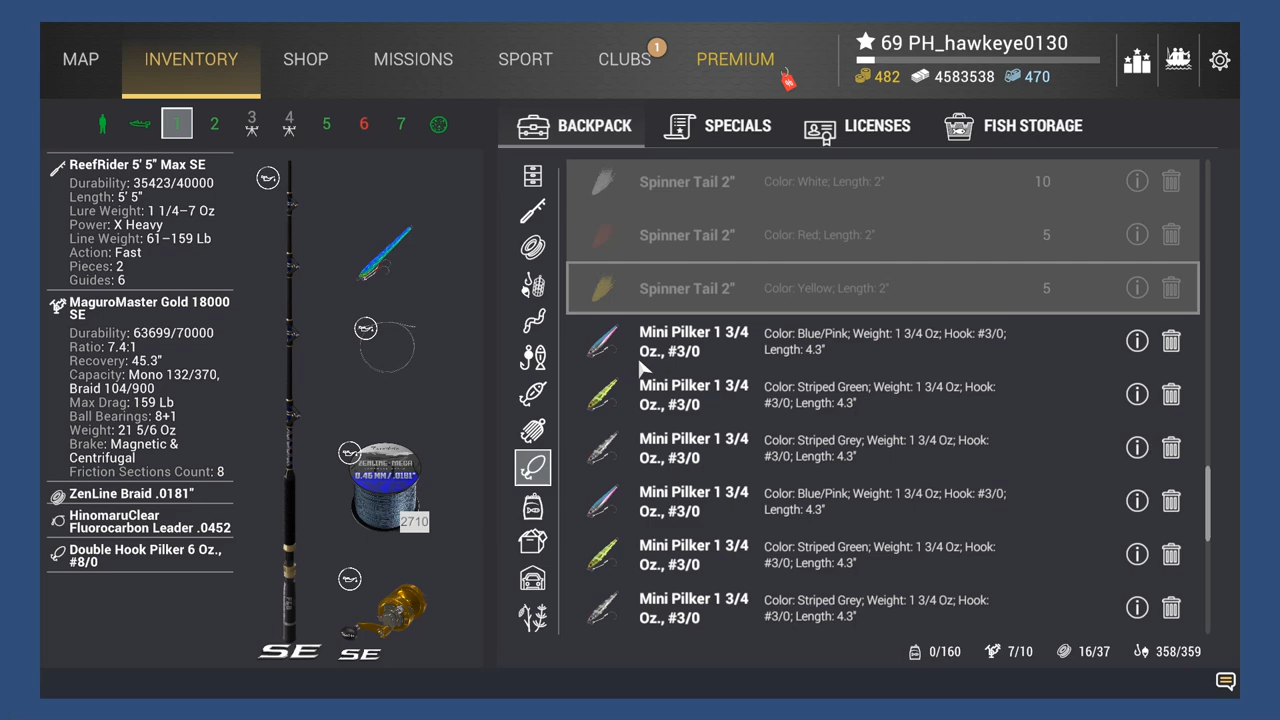 MAP INVENTORY SHOP MISSIONS SPORT CLUBS 1 PREMIUM %
69 PH_hawkeye0130
482 4583538 470
1 2 3 4 5 6 7
BACKPACK SPECIALS LICENSES FISH STORAGE
ReefRider 5' 5" Max SE
Durability: 35423/40000
Length: 5' 5"
Lure Weight: 1 1/4–7 Oz
Power: X Heavy
Line Weight: 61–159 Lb
Action: Fast
Pieces: 2
Guides: 6
MaguroMaster Gold 18000
SE
Durability: 63699/70000
Ratio: 7.4:1
Recovery: 45.3"
Capacity: Mono 132/370,
Braid 104/900
Max Drag: 159 Lb
Ball Bearings: 8+1
Weight: 21 5/6 Oz
Brake: Magnetic &
Centrifugal
Friction Sections Count: 8
ZenLine Braid .0181"
HinomaruClear
Fluorocarbon Leader .0452
Double Hook Pilker 6 Oz.,
#8/0
ZENLINE-MEGA
0.46 MM / .0181"
2710
SE SE
Spinner Tail 2" Color: White; Length: 2" 10
Spinner Tail 2" Color: Red; Length: 2" 5
Spinner Tail 2" Color: Yellow; Length: 2" 5
Mini Pilker 1 3/4
Oz., #3/0
Color: Blue/Pink; Weight: 1 3/4 Oz; Hook: #3/0;
Length: 4.3"
Mini Pilker 1 3/4
Oz., #3/0
Color: Striped Green; Weight: 1 3/4 Oz; Hook:
#3/0; Length: 4.3"
Mini Pilker 1 3/4
Oz., #3/0
Color: Striped Grey; Weight: 1 3/4 Oz; Hook:
#3/0; Length: 4.3"
Mini Pilker 1 3/4
Oz., #3/0
Color: Blue/Pink; Weight: 1 3/4 Oz; Hook: #3/0;
Length: 4.3"
Mini Pilker 1 3/4
Oz., #3/0
Color: Striped Green; Weight: 1 3/4 Oz; Hook:
#3/0; Length: 4.3"
Mini Pilker 1 3/4
Oz., #3/0
Color: Striped Grey; Weight: 1 3/4 Oz; Hook:
#3/0; Length: 4.3"
0/160 7/10 16/37 358/359